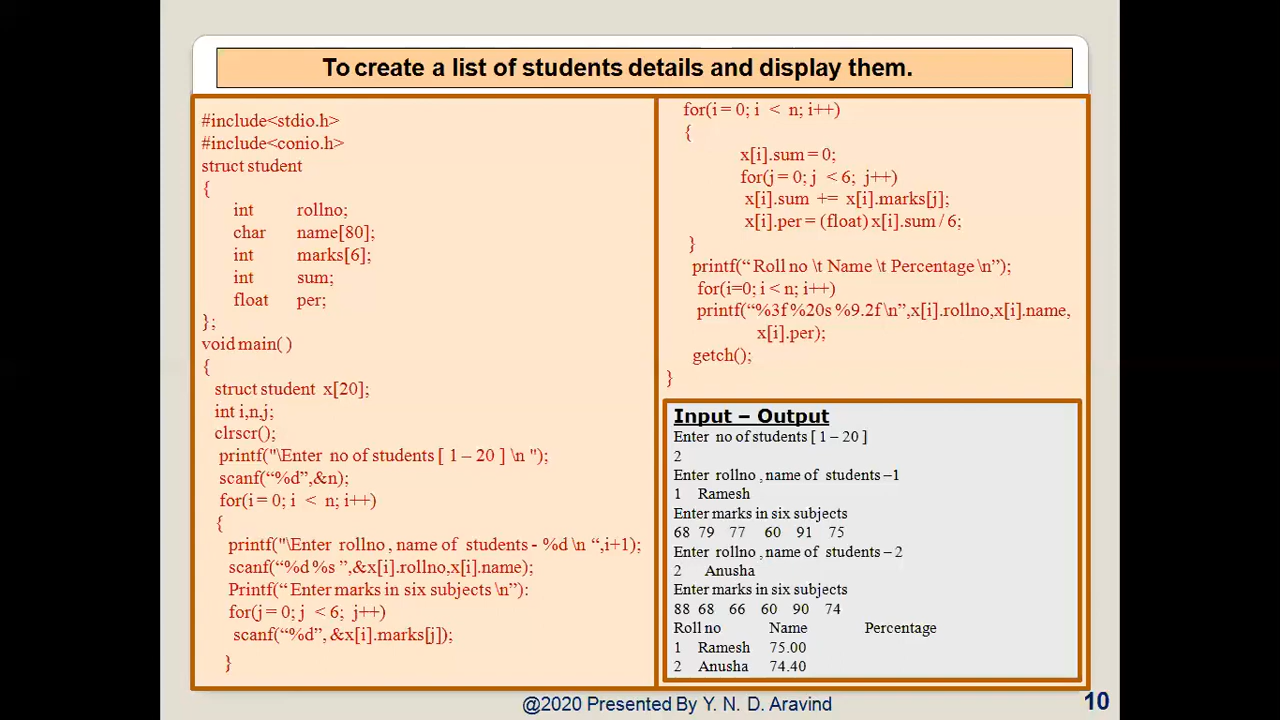 To create a list of students details and display them.
#include<stdio.h>
#include<conio.h>
struct student
{
int rollno;
char name[80];
int marks[6];
int sum;
float per;
};
void main( )
{
struct student x[20];
int i,n,j;
clrscr();
printf("\Enter no of students [ 1 – 20 ] \n ");
scanf(“%d”,&n);
for(i = 0; i < n; i++)
{
printf("\Enter rollno , name of students - %d \n “,i+1);
scanf(“%d %s ”,&x[i].rollno,x[i].name);
Printf(“ Enter marks in six subjects \n”):
for(j = 0; j < 6; j++)
scanf(“%d”, &x[i].marks[j]);
}
for(i = 0; i < n; i++)
{
x[i].sum = 0;
for(j = 0; j < 6; j++)
x[i].sum += x[i].marks[j];
x[i].per = (float) x[i].sum / 6;
}
printf(“ Roll no \t Name \t Percentage \n”);
for(i=0; i < n; i++)
printf(“%3f %20s %9.2f \n”,x[i].rollno,x[i].name,
x[i].per);
getch();
}
Input – Output
Enter no of students [ 1 – 20 ]
2
Enter rollno , name of students –1
1 Ramesh
Enter marks in six subjects
68 79 77 60 91 75
Enter rollno , name of students – 2
2 Anusha
Enter marks in six subjects
88 68 66 60 90 74
Roll no Name Percentage
1 Ramesh 75.00
2 Anusha 74.40
@2020 Presented By Y. N. D. Aravind
10